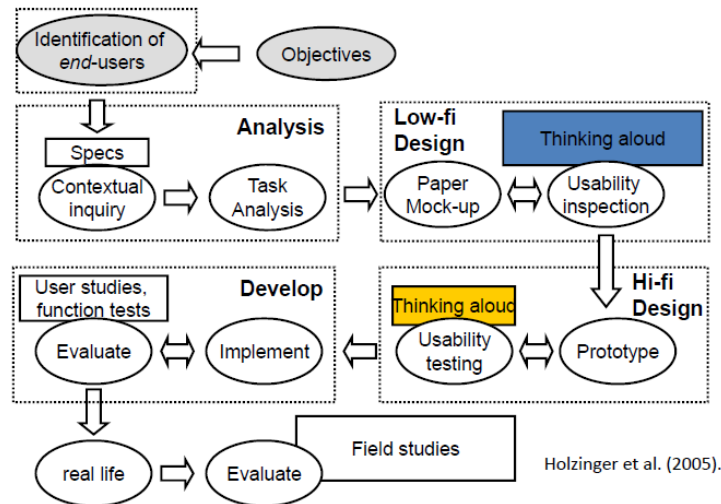 Identification of
end-users
Objectives
Analysis
Specs
Contextual
inquiry
Task
Analysis
Low-fi
Design
Thinking aloud
Paper
Mock-up
Usability
inspection
Hi-fi
Design
Prototype
Thinking aloud
Usability
testing
Develop
User studies,
function tests
Implement
Evaluate
real life
Evaluate
Field studies
Holzinger et al. (2005).